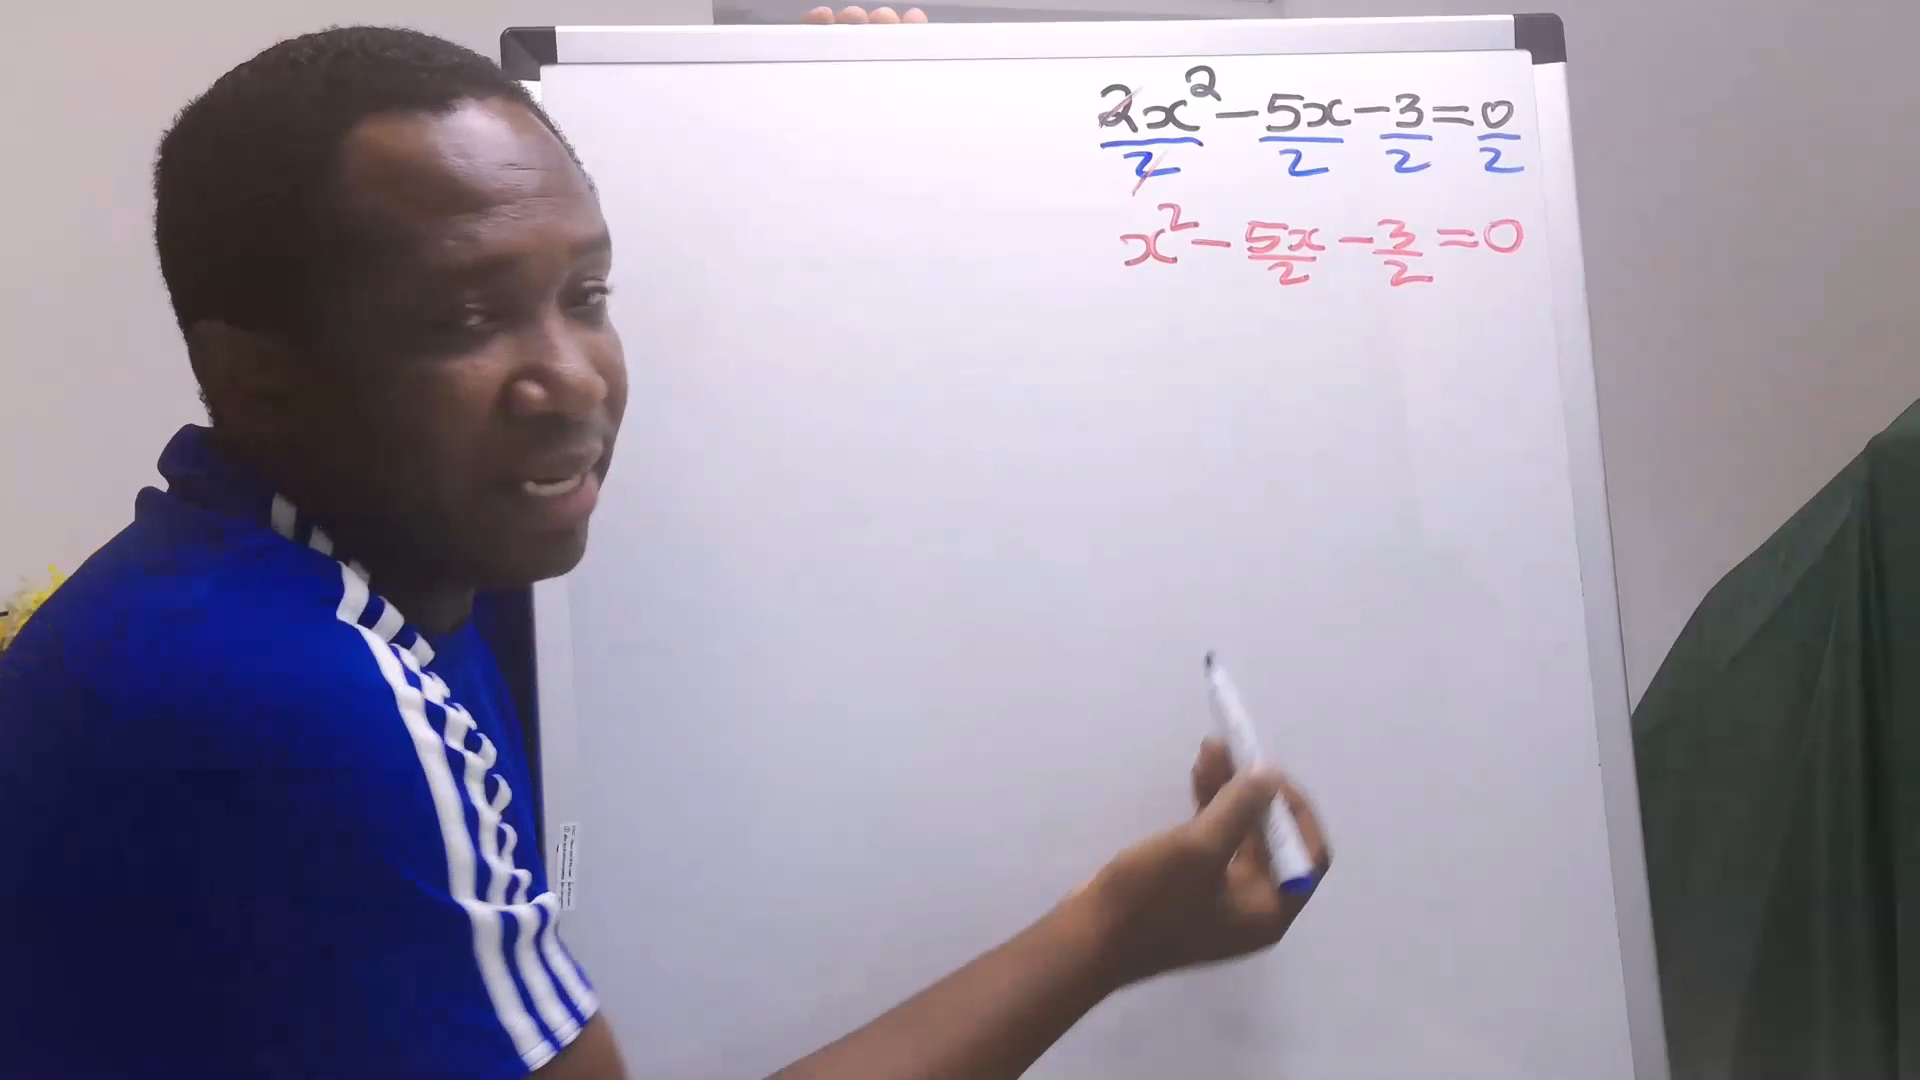 2x² - 5x - 3 = 0
2 2 2 2
x² - 5x/2 - 3/2 = 0